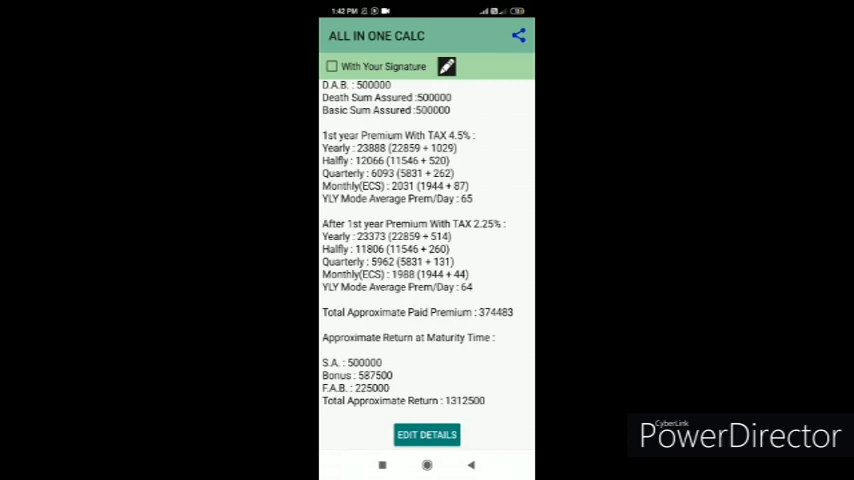 1:42 PM
ALL IN ONE CALC
With Your Signature
D.A.B. : 500000
Death Sum Assured :500000
Basic Sum Assured :500000
1st year Premium With TAX 4.5% :
Yearly : 23888 (22859 + 1029)
Halfly : 12066 (11546 + 520)
Quarterly : 6093 (5831 + 262)
Monthly(ECS) : 2031 (1944 + 87)
YLY Mode Average Prem/Day : 65
After 1st year Premium With TAX 2.25% :
Yearly : 23373 (22859 + 514)
Halfly : 11806 (11546 + 260)
Quarterly : 5962 (5831 + 131)
Monthly(ECS) : 1988 (1944 + 44)
YLY Mode Average Prem/Day : 64
Total Approximate Paid Premium : 374483
Approximate Return at Maturity Time :
S.A. : 500000
Bonus : 587500
F.A.B. : 225000
Total Approximate Return : 1312500
EDIT DETAILS
CyberLink
PowerDirector